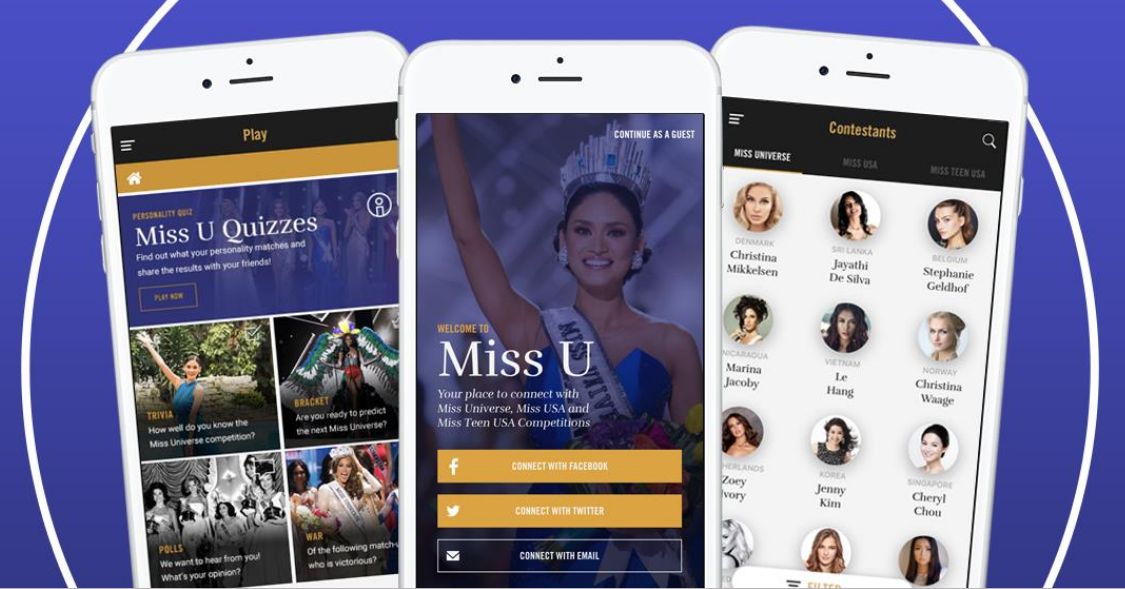 Play
PERSONALITY QUIZ
Miss U Quizzes
Find out what your personality matches and
share the results with your friends!
PLAY NOW
TRIVIA
How well do you know the
Miss Universe competition?
BRACKET
Are you ready to predict
the next Miss Universe?
POLLS
We want to hear from you!
What's your opinion?
WAR
Of the following match-
who is victorious?
CONTINUE AS A GUEST
MISS UNIV
WELCOME TO
Miss U
Your place to connect with
Miss Universe, Miss USA and
Miss Teen USA Competitions
CONNECT WITH FACEBOOK
CONNECT WITH TWITTER
CONNECT WITH EMAIL
Contestants
MISS UNIVERSE
MISS USA
MISS TEEN USA
DENMARK
Christina
Mikkelsen
SRI LANKA
Jayathi
De Silva
BELGIUM
Stephanie
Geldhof
NICARAGUA
Marina
Jacoby
VIETNAM
Le
Hang
NORWAY
Christina
Waage
HERLANDS
Zoey
Ivory
KOREA
Jenny
Kim
SINGAPORE
Cheryl
Chou
FILTER